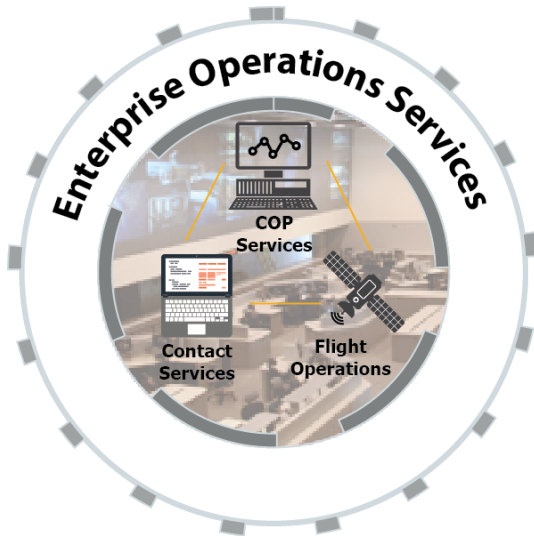 Enterprise Operations Services
COP
Services
Contact
Services
Flight
Operations